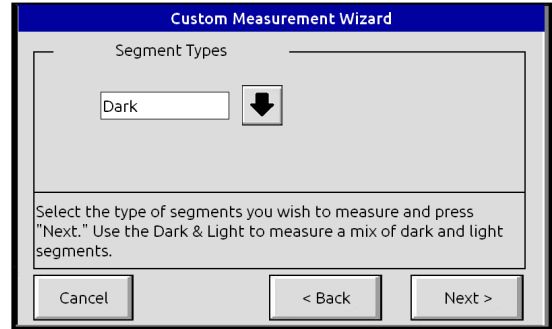 Custom Measurement Wizard
Segment Types
Dark
Select the type of segments you wish to measure and press
"Next." Use the Dark & Light to measure a mix of dark and light
segments.
Cancel
< Back
Next >